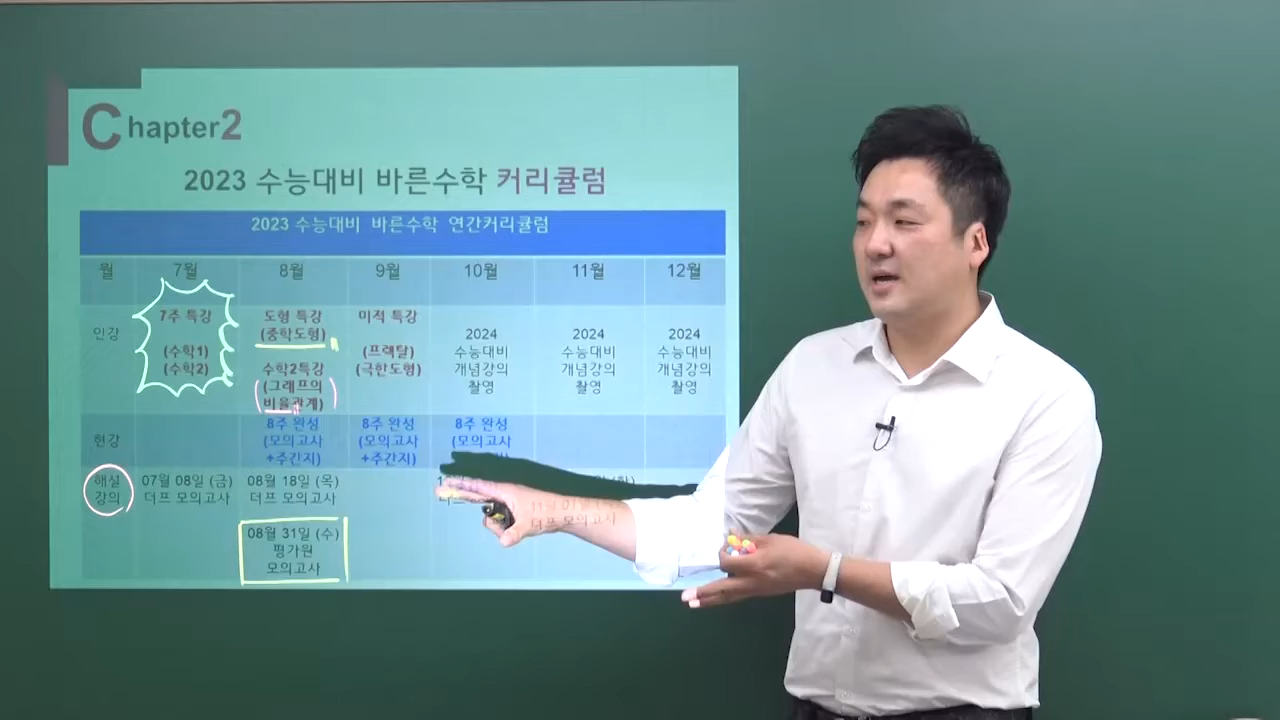 Chapter2
2023 수능대비 바른수학 커리큘럼
2023 수능대비 바른수학 연간커리큘럼
월 7월 8월 9월 10월 11월 12월
인강
7주 특강
(수학1)
(수학2)
도형 특강
(중학도형)
수학2특강
(그래프의
비율관계)
미적 특강
(프랙탈)
(극한도형)
2024
수능대비
개념강의
촬영
2024
수능대비
개념강의
촬영
2024
수능대비
개념강의
촬영
현강
8주 완성
(모의고사
+주간지)
8주 완성
(모의고사
+주간지)
8주 완성
(모의고사
해설
강의
07월 08일 (금)
더프 모의고사
08월 18일 (목)
더프 모의고사
08월 31일 (수)
평가원
모의고사
11월 01일
더프 모의고사